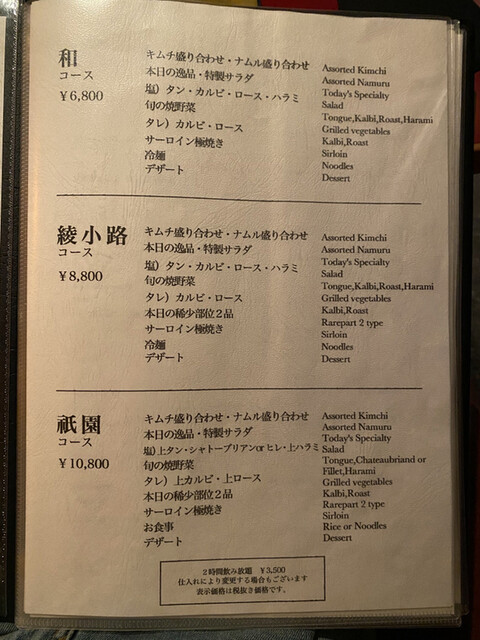 和
コース
¥6,800
キムチ盛り合わせ・ナムル盛り合わせ
本日の逸品・特製サラダ
塩）タン・カルビ・ロース・ハラミ
旬の焼野菜
タレ）カルビ・ロース
サーロイン極焼き
冷麺
デザート
Assorted Kimchi
Assorted Namuru
Today's Specialty
Salad
Tongue,Kalbi,Roast,Harami
Grilled vegetables
Kalbi,Roast
Sirloin
Noodles
Dessert
綾小路
コース
¥8,800
キムチ盛り合わせ・ナムル盛り合わせ
本日の逸品・特製サラダ
塩）タン・カルビ・ロース・ハラミ
旬の焼野菜
タレ）カルビ・ロース
本日の稀少部位２品
サーロイン極焼き
冷麺
デザート
Assorted Kimchi
Assorted Namuru
Today's Specialty
Salad
Tongue,Kalbi,Roast,Harami
Grilled vegetables
Kalbi,Roast
Rarepart 2 type
Sirloin
Noodles
Dessert
祇園
コース
¥10,800
キムチ盛り合わせ・ナムル盛り合わせ
本日の逸品・特製サラダ
塩)上タン・シャトーブリアンorヒレ・上ハラミ
旬の焼野菜
タレ）上カルビ・上ロース
本日の稀少部位２品
サーロイン極焼き
お食事
デザート
Assorted Kimchi
Assorted Namuru
Today's Specialty
Salad
Tongue,Chateaubriand or
Fillet,Harami
Grilled vegetables
Kalbi,Roast
Rarepart 2 type
Sirloin
Rice or Noodles
Dessert
２時間飲み放題 ¥3,500
仕入れにより変更する場合もございます
表示価格は税抜き価格です。